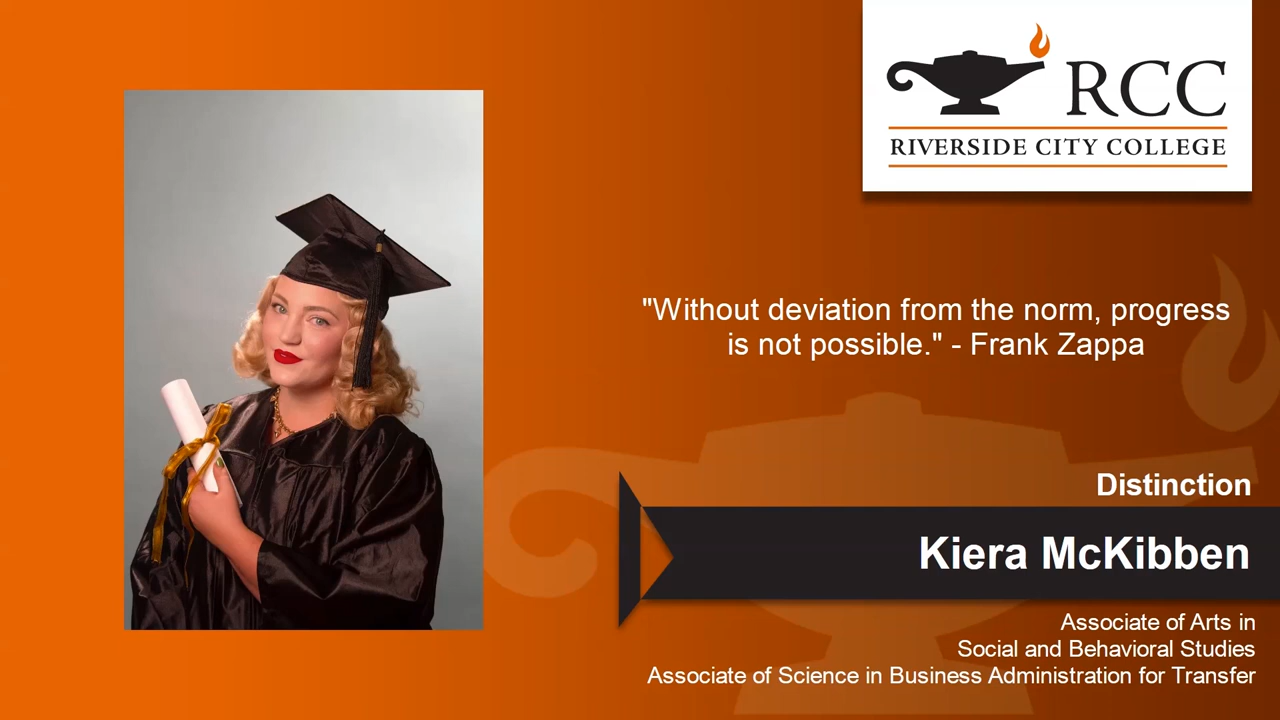 RCC
RIVERSIDE CITY COLLEGE
"Without deviation from the norm, progress
is not possible." - Frank Zappa
Distinction
Kiera McKibben
Associate of Arts in
Social and Behavioral Studies
Associate of Science in Business Administration for Transfer